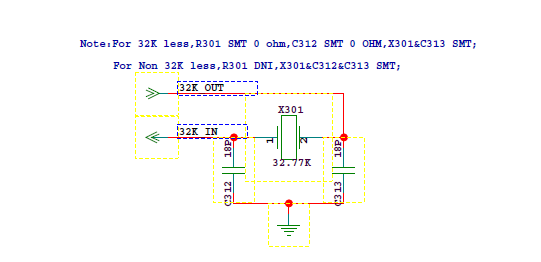 Note:For 32K less,R301 SMT 0 ohm,C312 SMT 0 OHM,X301&C313 SMT;
For Non 32K less,R301 DNI,X301&C312&C313 SMT;
32K OUT
X301
32K IN
18P
1
2
18P
32.77K
C312
C313